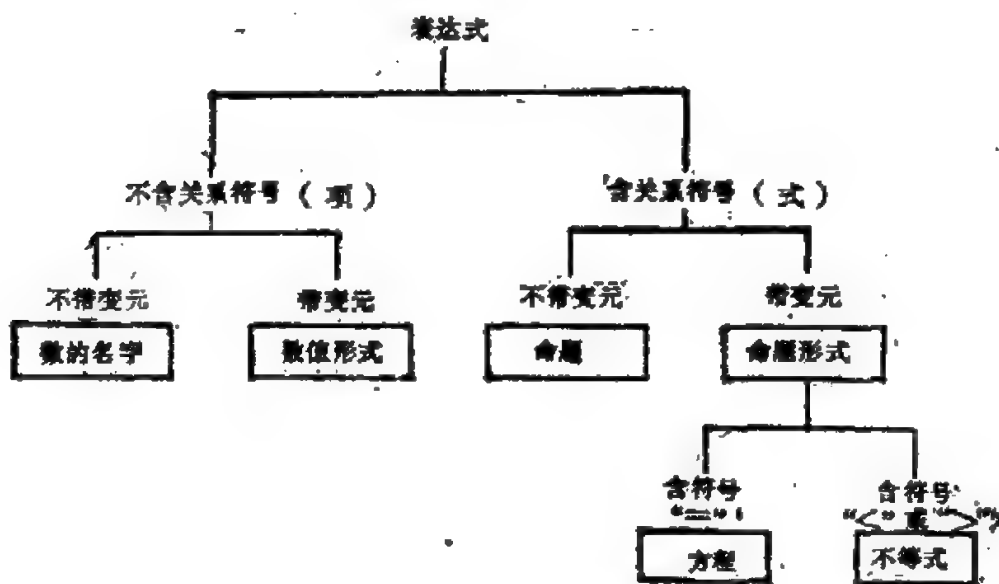 表达式
不含关系符号（项）
含关系符号（式）
不带变元
带变元
不带变元
带变元
数的名字
数值形式
命题
命题形式
含符号
含符号
“=”
“<”或“>”
方程
不等式